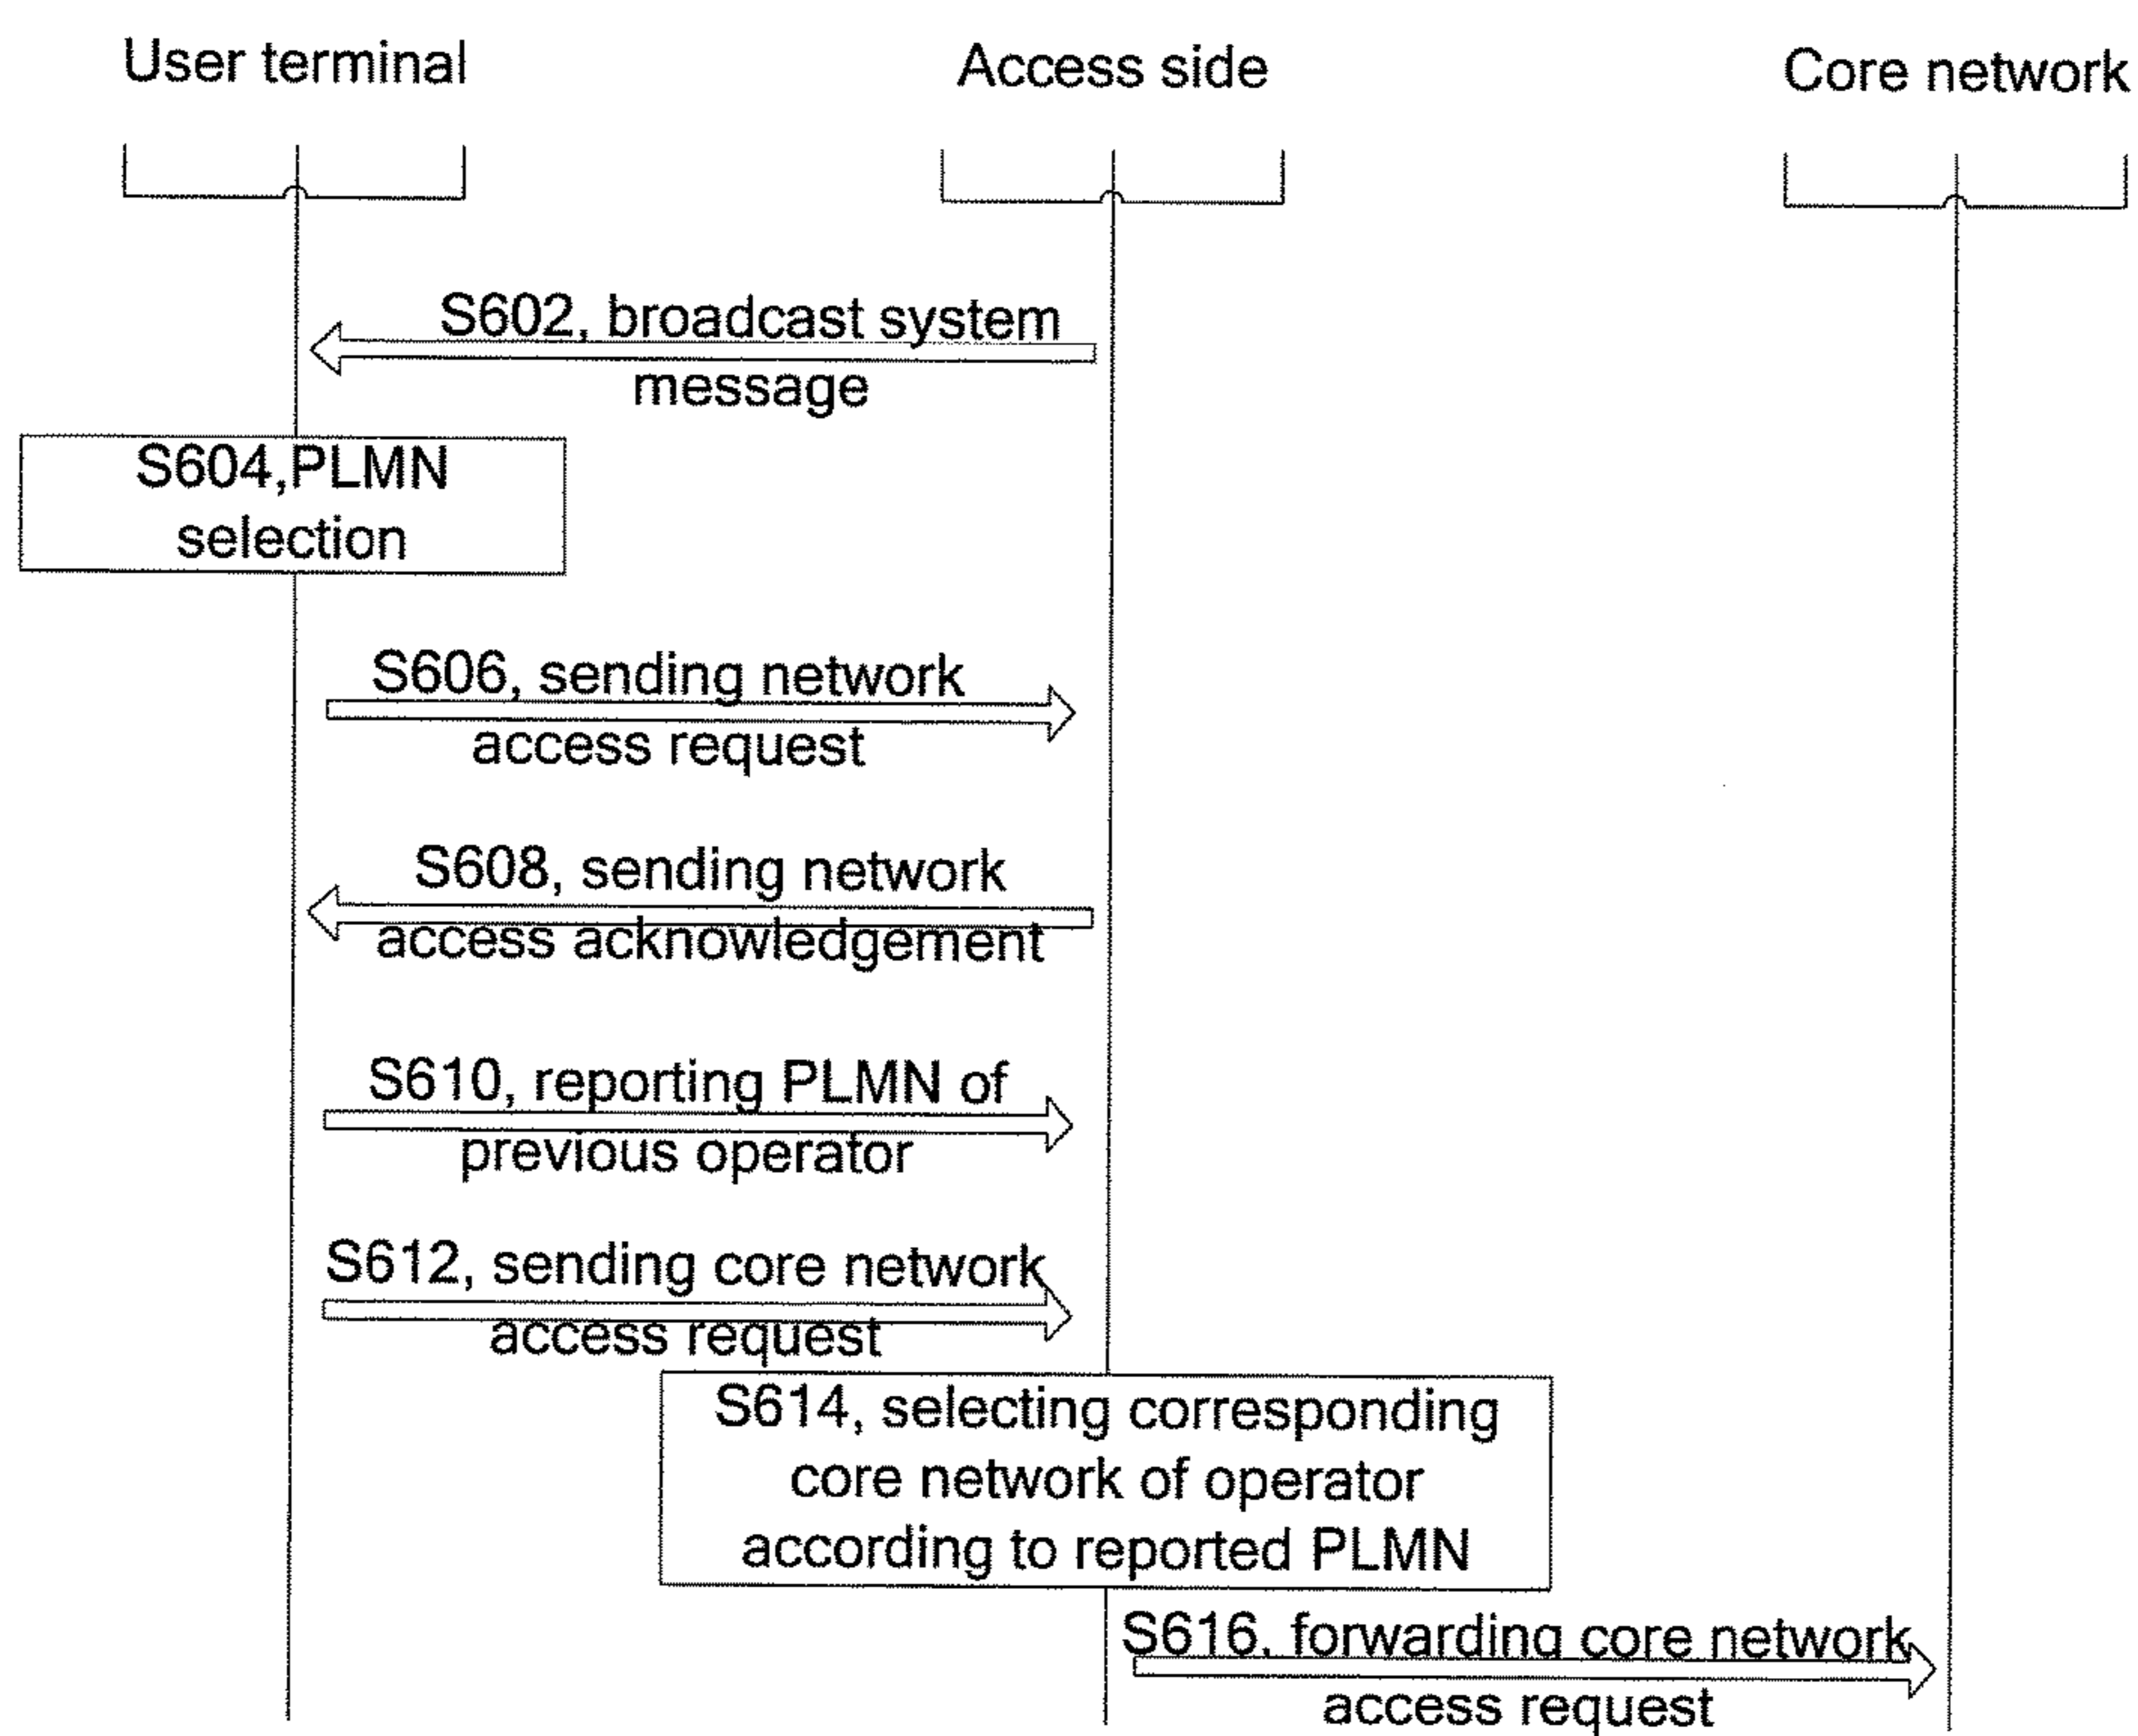 User terminal
Access side
Core network
S602, broadcast system
message
S604,PLMN
selection
S606, sending network
access request
S608, sending network
access acknowledgement
S610, reporting PLMN of
previous operator
S612, sending core network
access request
S614, selecting corresponding
core network of operator
according to reported PLMN
S616, forwarding core network
access request